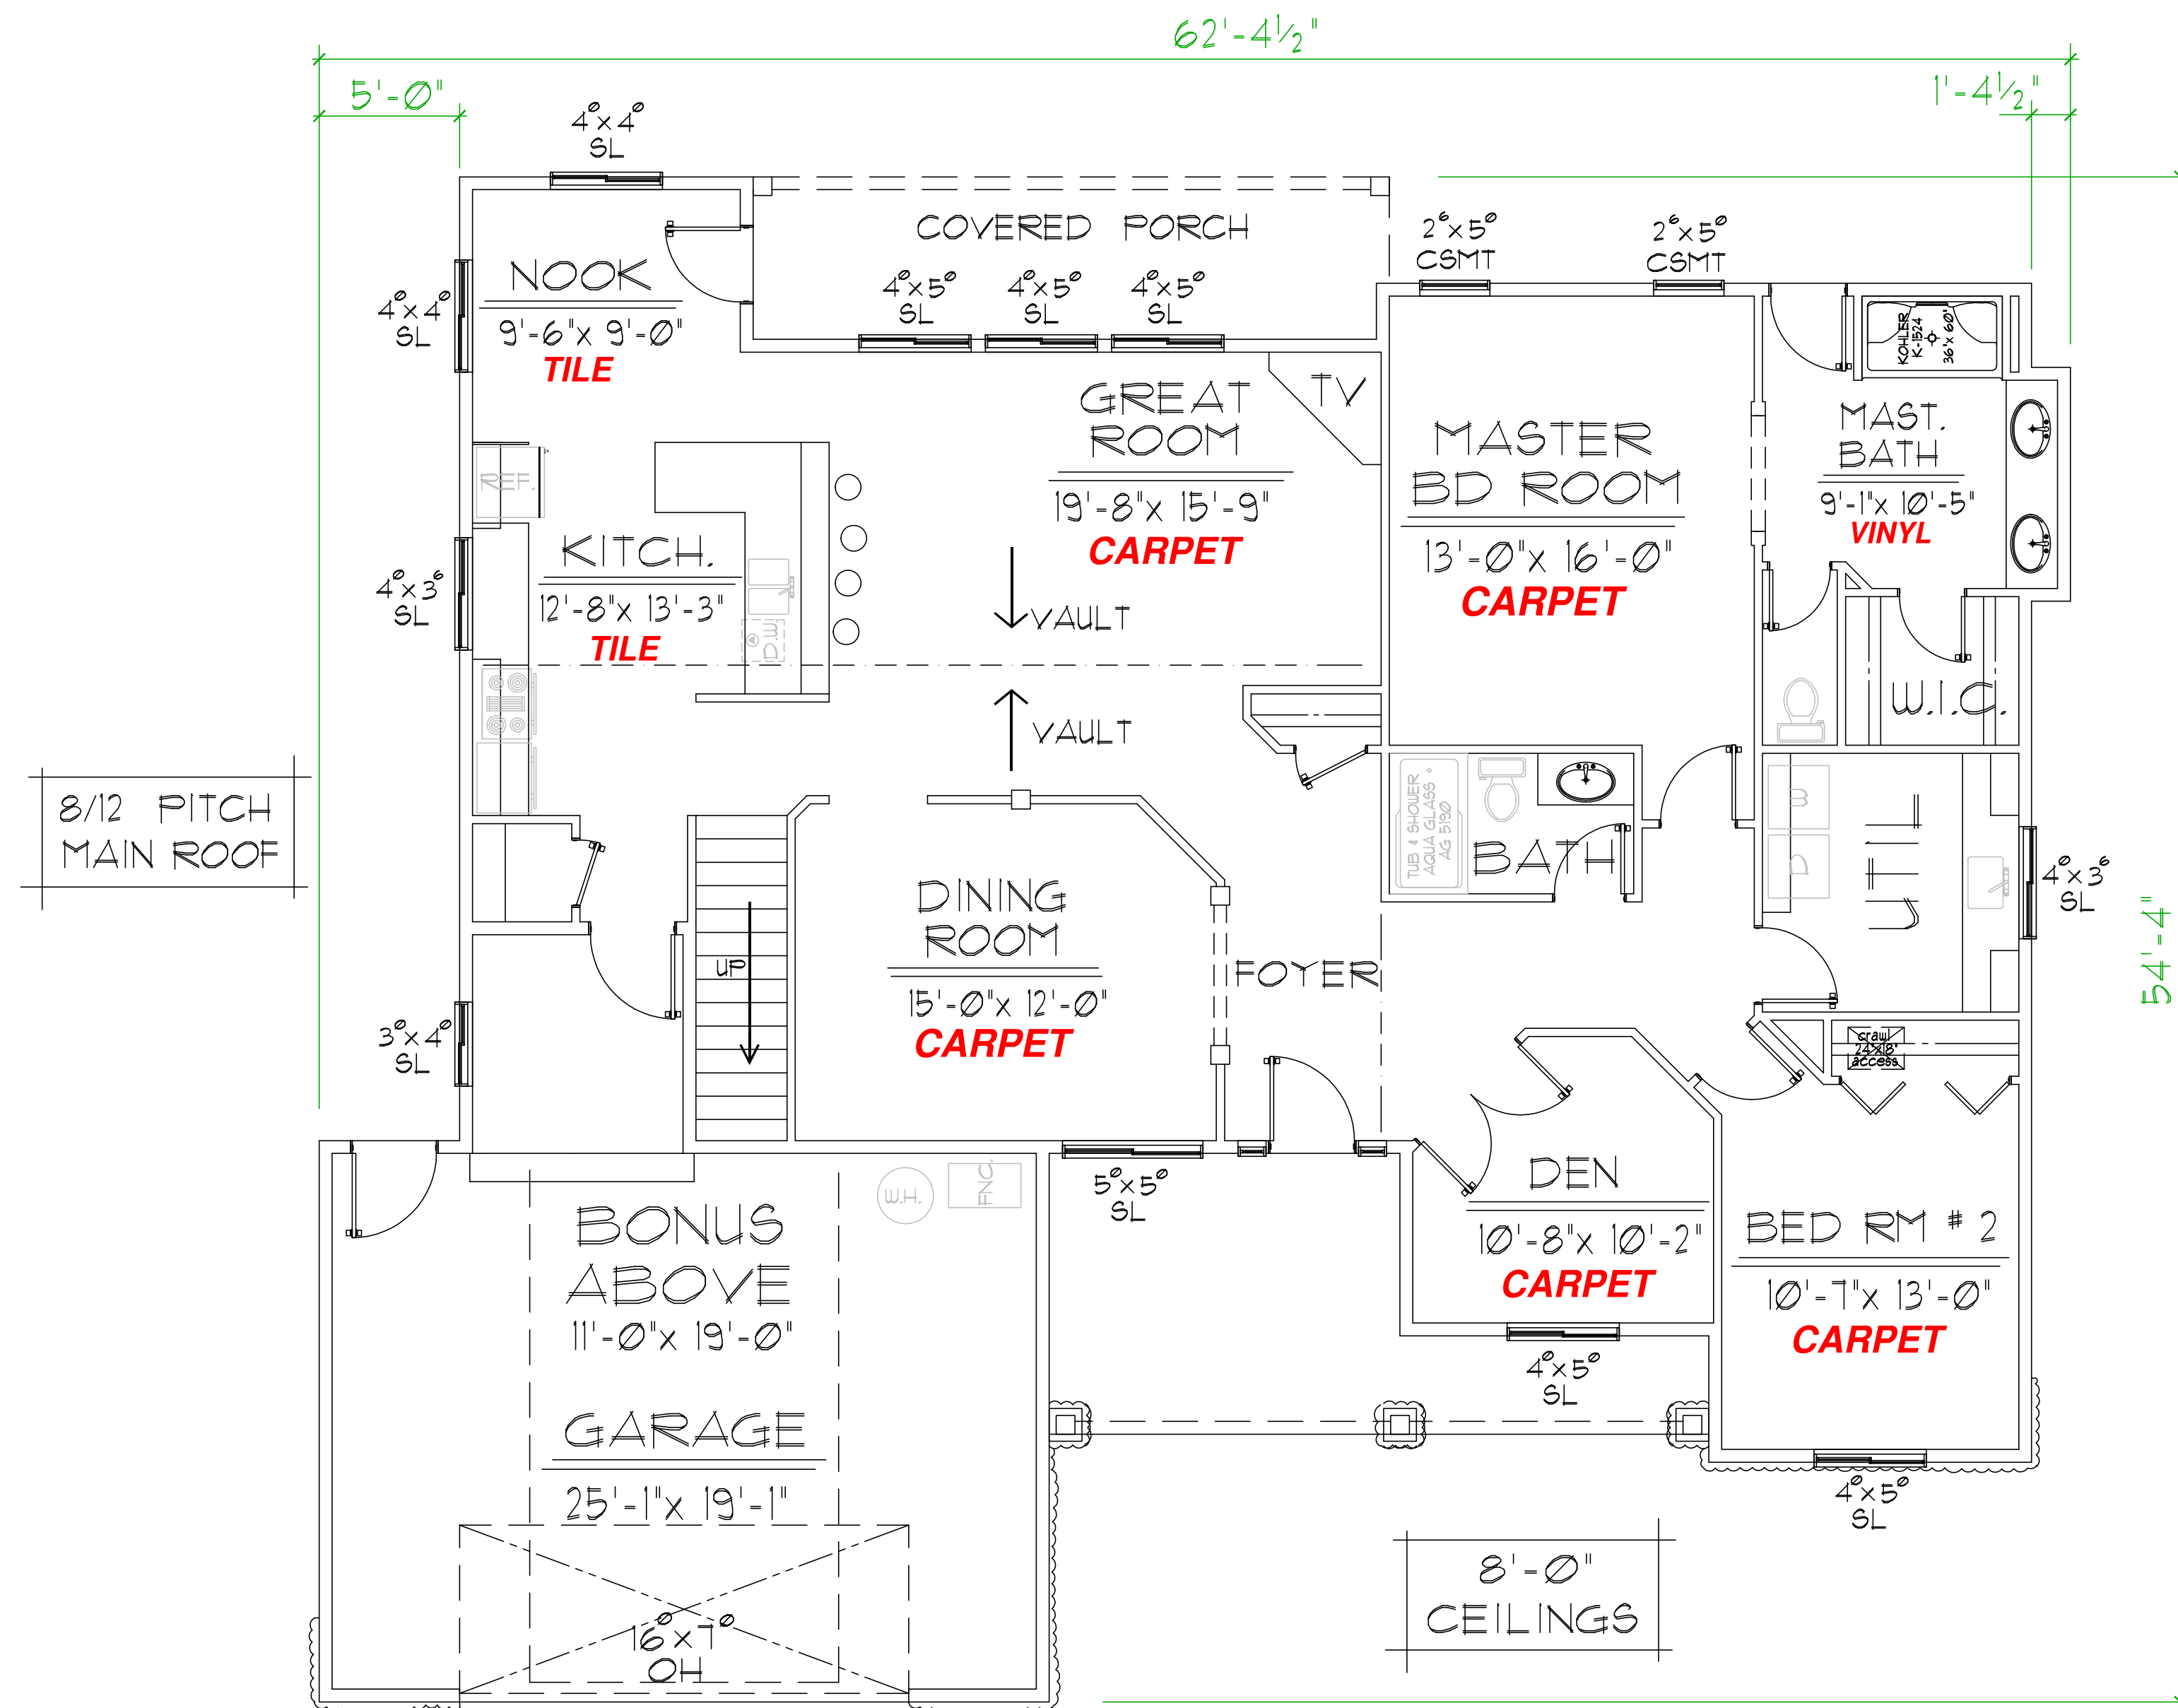 62'-4½"
5'-0"
1'-4½"
4⁰x4⁰
SL
COVERED PORCH
2⁶x5⁰
CSMT
2⁶x5⁰
CSMT
NOOK
9'-6"x 9'-0"
TILE
4⁰x4⁰
SL
4⁰x5⁰
SL
4⁰x5⁰
SL
4⁰x5⁰
SL
KOHLER
K-1524
36"x 60"
GREAT
ROOM
19'-8"x 15'-9"
CARPET
TV
MASTER
BD ROOM
13'-0"x 16'-0"
CARPET
MAST.
BATH
9'-1"x 10'-5"
VINYL
REF.
KITCH.
12'-8"x 13'-3"
TILE
D.W.
4⁰x3⁶
SL
VAULT
VAULT
W.I.C.
8/12 PITCH
MAIN ROOF
TUB & SHOWER
AQUA GLASS
AG 5190
BATH
W
D
UTIL
4⁰x3⁶
SL
54'-4"
DINING
ROOM
15'-0"x 12'-0"
CARPET
UP
FOYER
3⁰x4⁰
SL
crawl
24"x18"
access
W.H.
FNC.
5⁰x5⁰
SL
DEN
10'-8"x 10'-2"
CARPET
BED RM # 2
10'-7"x 13'-0"
CARPET
BONUS
ABOVE
11'-0"x 19'-0"
4⁰x5⁰
SL
GARAGE
25'-1"x 19'-1"
4⁰x5⁰
SL
8'-0"
CEILINGS
16⁰x7⁰
OH